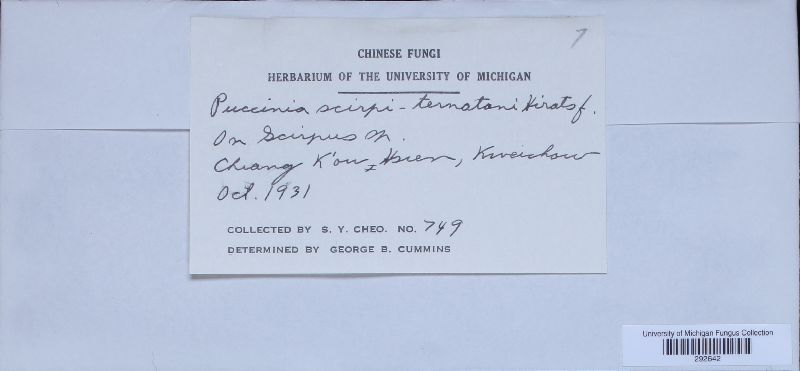 7
CHINESE FUNGI
HERBARIUM OF THE UNIVERSITY OF MICHIGAN
Puccinia scirpi-ternatani Hirats f.
On Scirpus sp.
Chiang K'ou Hsien, Kweichow
Oct. 1931
COLLECTED BY S. Y. CHEO. NO. 749
DETERMINED BY GEORGE B. CUMMINS
University of Michigan Fungus Collection
292642